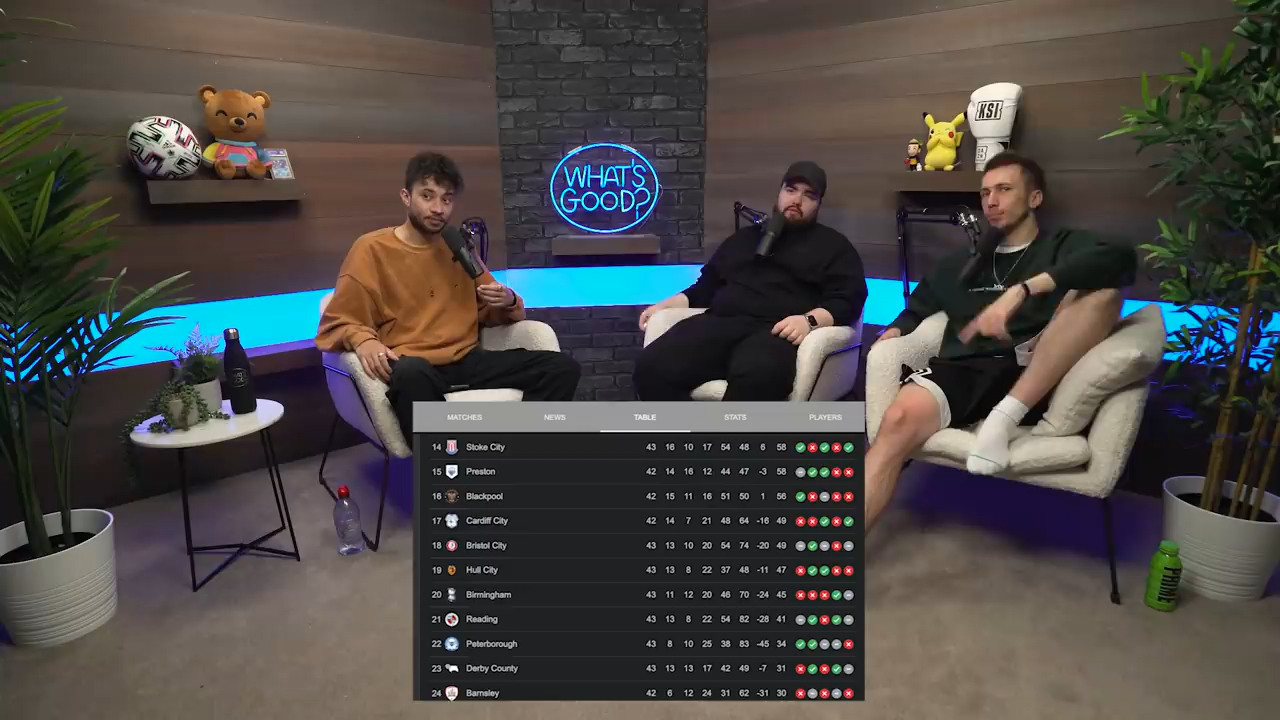 KSI
WHAT'S
GOOD?
MATCHES NEWS TABLE STATS PLAYERS
14 Stoke City 43 16 10 17 54 48 6 58
15 Preston 42 14 16 12 44 47 -3 58
16 Blackpool 42 15 11 16 51 50 1 56
17 Cardiff City 42 14 7 21 48 64 -16 49
18 Bristol City 43 13 10 20 54 74 -20 49
19 Hull City 43 13 8 22 37 48 -11 47
20 Birmingham 43 11 12 20 46 70 -24 45
21 Reading 43 13 8 22 54 82 -28 41
22 Peterborough 43 8 10 25 38 83 -45 34
23 Derby County 43 13 13 17 42 49 -7 31
24 Barnsley 42 6 12 24 31 62 -31 30
PRIME